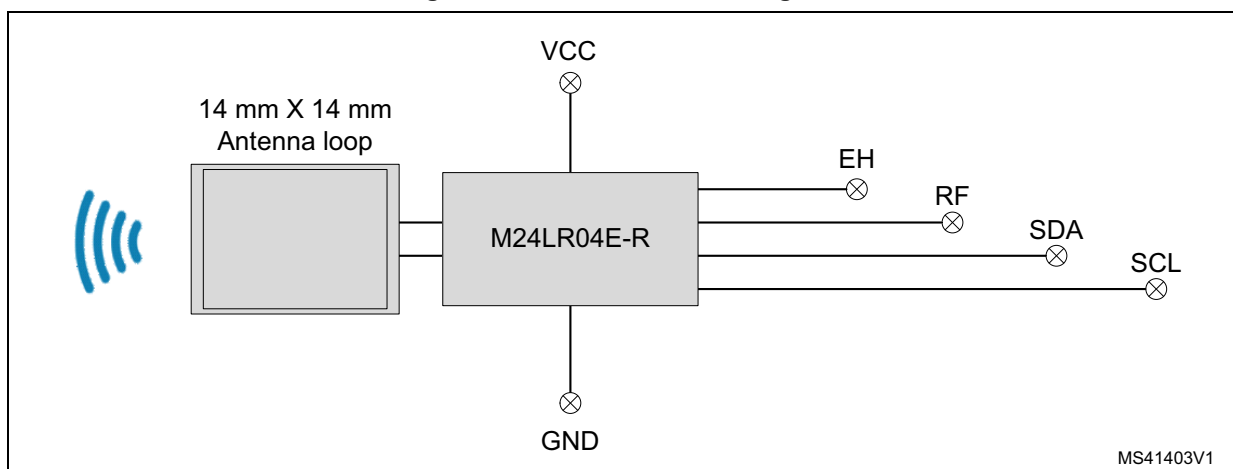 VCC
14 mm X 14 mm
Antenna loop
EH
RF
M24LR04E-R
SDA
SCL
GND
MS41403V1